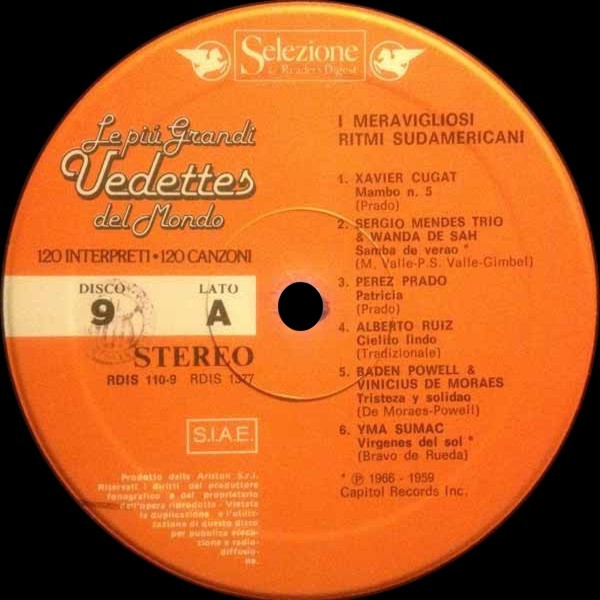 Selezione
dal Reader's Digest
Le più Grandi
Vedettes
del Mondo
120 INTERPRETI • 120 CANZONI
DISCO
9
LATO
A
STEREO
RDIS 110-9 RDIS 1377
S.I.A.E.
Prodotto dalla Ariston S.r.l.
Riservati i diritti del produttore
fonografico e del proprietario
dell'opera riprodotta - Vietata
la duplicazione e l'utiliz-
zazione di questo disco
per pubblica esecu-
zione e radio-
diffusio-
ne.
I MERAVIGLIOSI
RITMI SUDAMERICANI
1. XAVIER CUGAT
Mambo n. 5
(Prado)
2. SERGIO MENDES TRIO
& WANDA DE SAH
Samba de verao *
(M. Valle-P.S. Valle-Gimbel)
3. PEREZ PRADO
Patricia
(Prado)
4. ALBERTO RUIZ
Cielito lindo
(Tradizionale)
5. BADEN POWELL &
VINICIUS DE MORAES
Tristeza y solidao
(De Moraes-Powell)
6. YMA SUMAC
Virgenes del sol *
(Bravo de Rueda)
* ℗ 1966 - 1959
Capitol Records Inc.